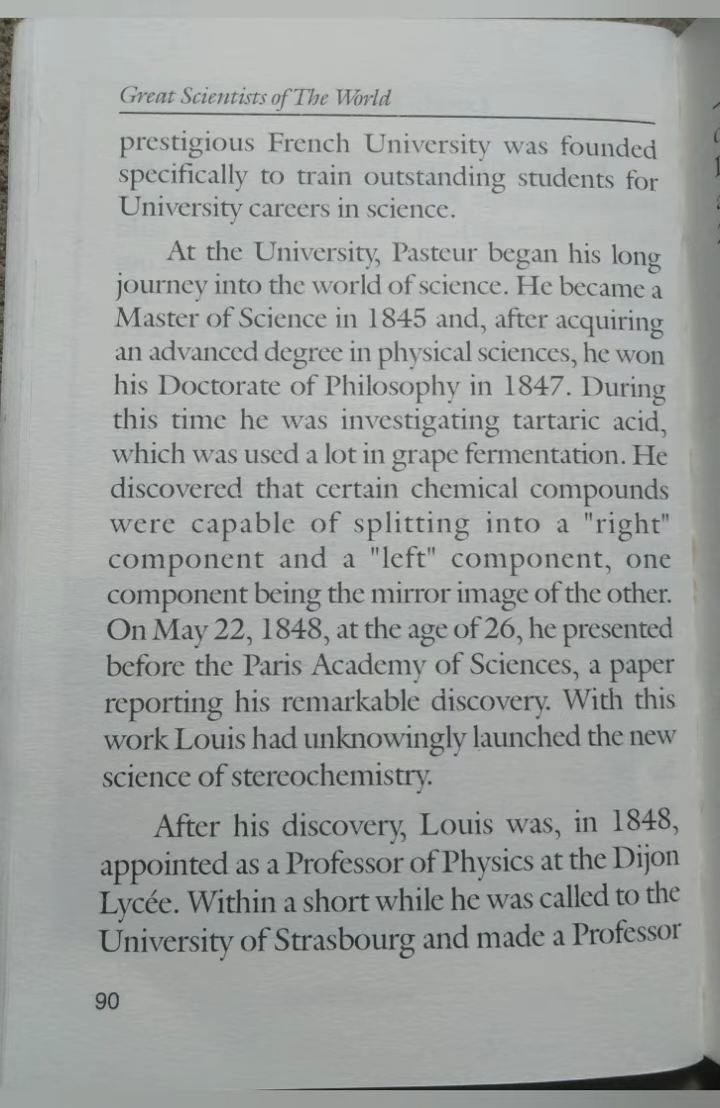 Great Scientists of The World
prestigious French University was founded
specifically to train outstanding students for
University careers in science.
At the University, Pasteur began his long
journey into the world of science. He became a
Master of Science in 1845 and, after acquiring
an advanced degree in physical sciences, he won
his Doctorate of Philosophy in 1847. During
this time he was investigating tartaric acid,
which was used a lot in grape fermentation. He
discovered that certain chemical compounds
were capable of splitting into a "right"
component and a "left" component, one
component being the mirror image of the other.
On May 22, 1848, at the age of 26, he presented
before the Paris Academy of Sciences, a paper
reporting his remarkable discovery. With this
work Louis had unknowingly launched the new
science of stereochemistry.
After his discovery, Louis was, in 1848,
appointed as a Professor of Physics at the Dijon
Lycée. Within a short while he was called to the
University of Strasbourg and made a Professor
90